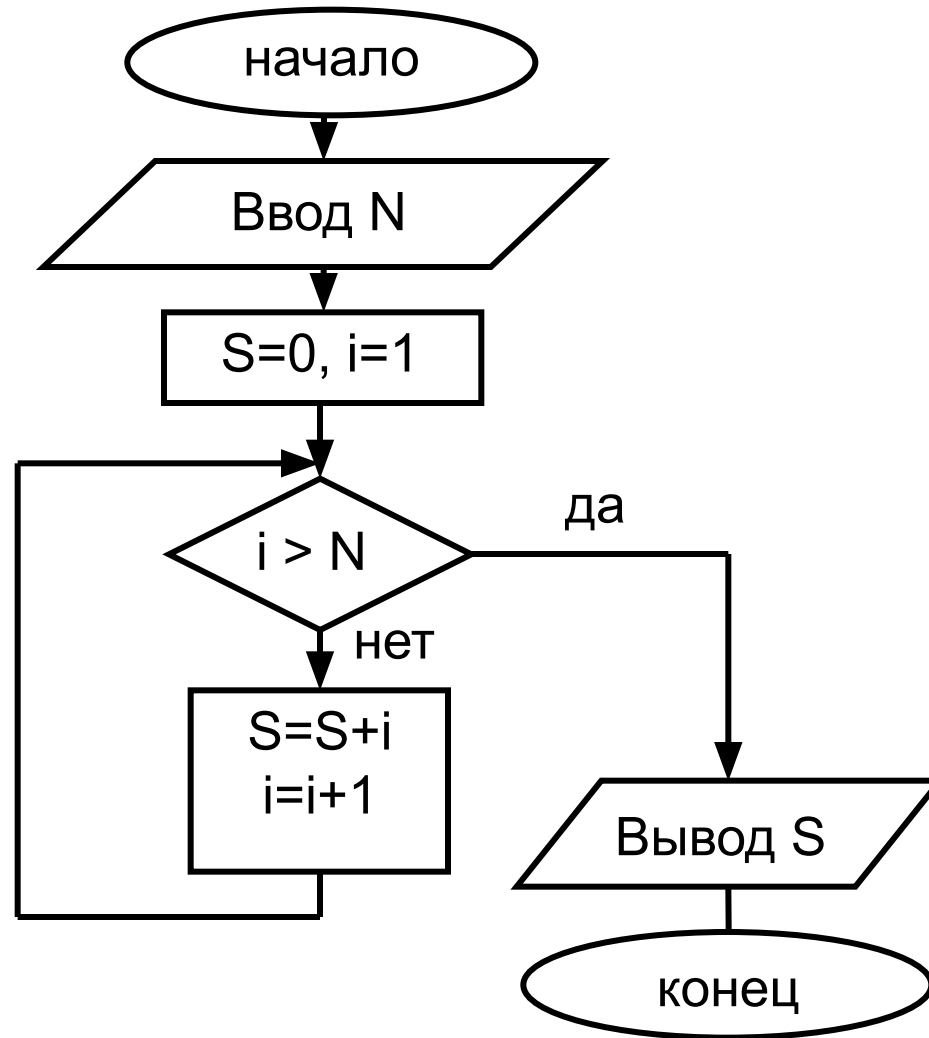 начало
Ввод N
S=0, i=1
i > N
да
нет
S=S+i
i=i+1
Вывод S
конец